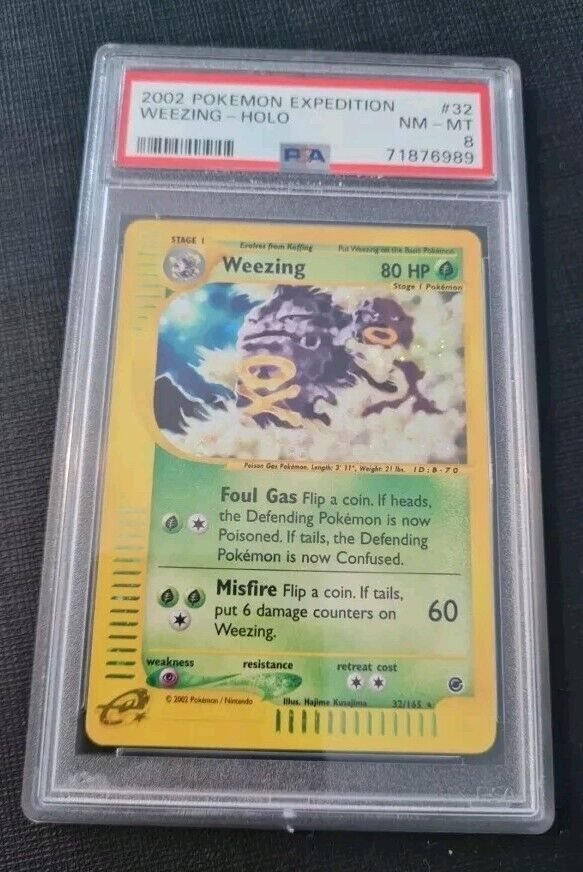 2002 POKEMON EXPEDITION #32
WEEZING - HOLO NM - MT
8
PSA 71876989
STAGE 1 Evolves from Koffing Put Weezing on the Basic Pokémon
Weezing 80 HP
Stage 1 Pokémon
Poison Gas Pokémon. Length: 3' 11", Weight: 21 lbs. ID:B-70
Foul Gas Flip a coin. If heads,
the Defending Pokémon is now
Poisoned. If tails, the Defending
Pokémon is now Confused.
Misfire Flip a coin. If tails,
put 6 damage counters on 60
Weezing.
weakness resistance retreat cost
© 2002 Pokémon / Nintendo Illus. Hajime Kusajima 32/165 ★